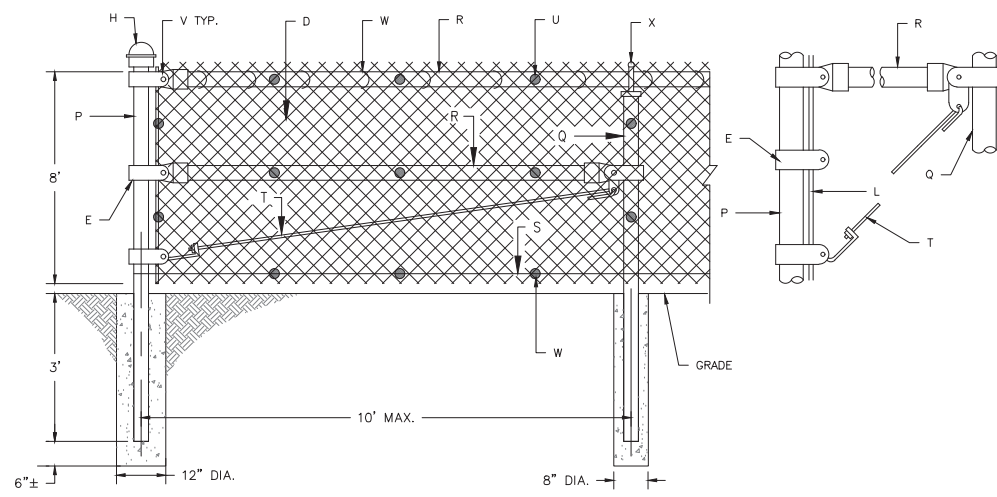 H
V TYP.
D
W
R
U
X
R
P
R
Q
E
8'
Q
E
T
S
L
P
T
W
GRADE
3'
10' MAX.
6"±
12" DIA.
8" DIA.